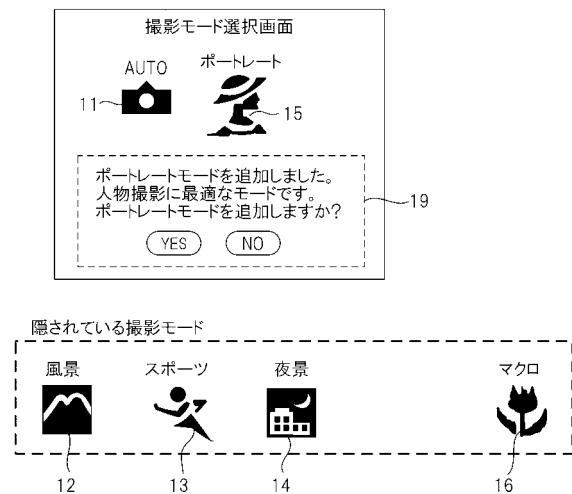 撮影モード選択画面
AUTO
ポートレート
11
15
ポートレートモードを追加しました。
人物撮影に最適なモードです。
ポートレートモードを追加しますか?
YES
NO
19
隠されている撮影モード
風景
スポーツ
夜景
マクロ
12
13
14
16